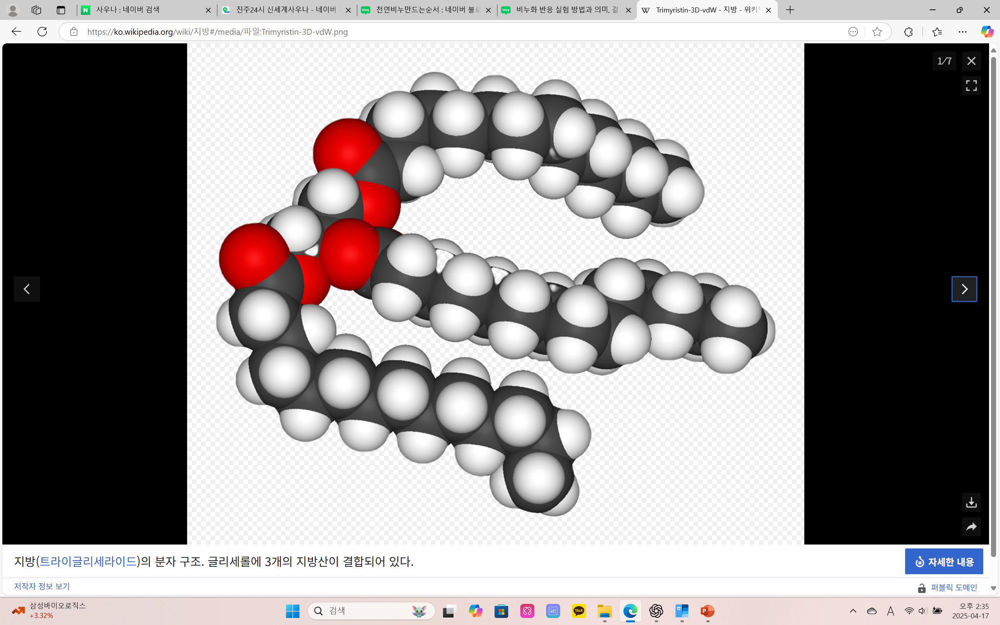 사우나 : 네이버 검색
진주24시 신세계사우나 - 네이버
천연비누만드는순서 : 네이버 블로
비누화 반응 실험 방법과 의미, 결
Trimyristin-3D-vdW - 지방 - 위키
https://ko.wikipedia.org/wiki/지방#/media/파일:Trimyristin-3D-vdW.png
1/7
지방(트라이글리세라이드)의 분자 구조. 글리세롤에 3개의 지방산이 결합되어 있다.
자세한 내용
저작자 정보 보기
퍼블릭 도메인
삼성바이오로직스
+3.32%
검색
TALK
A
오후 2:35
2025-04-17